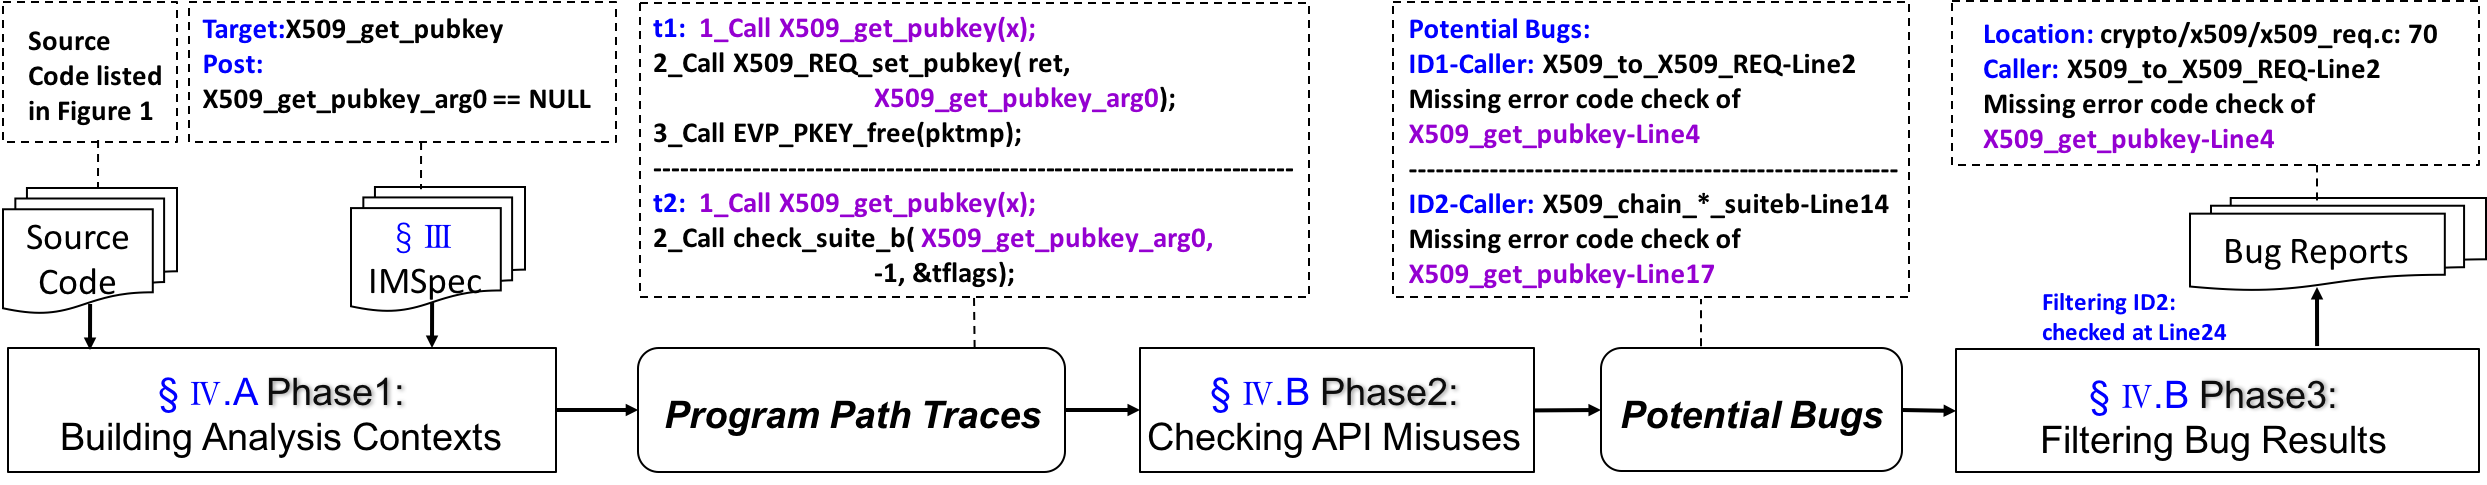 Source
Code listed
in Figure 1
Target:X509_get_pubkey
Post:
X509_get_pubkey_arg0 == NULL
t1: 1_Call X509_get_pubkey(x);
2_Call X509_REQ_set_pubkey( ret,
X509_get_pubkey_arg0);
3_Call EVP_PKEY_free(pktmp);
t2: 1_Call X509_get_pubkey(x);
2_Call check_suite_b( X509_get_pubkey_arg0,
-1, &tflags);
Potential Bugs:
ID1-Caller: X509_to_X509_REQ-Line2
Missing error code check of
X509_get_pubkey-Line4
ID2-Caller: X509_chain_*_suiteb-Line14
Missing error code check of
X509_get_pubkey-Line17
Location: crypto/x509/x509_req.c: 70
Caller: X509_to_X509_REQ-Line2
Missing error code check of
X509_get_pubkey-Line4
Source
Code
§ III
IMSpec
Bug Reports
Filtering ID2:
checked at Line24
§ IV.A Phase1:
Building Analysis Contexts
Program Path Traces
§ IV.B Phase2:
Checking API Misuses
Potential Bugs
§ IV.B Phase3:
Filtering Bug Results